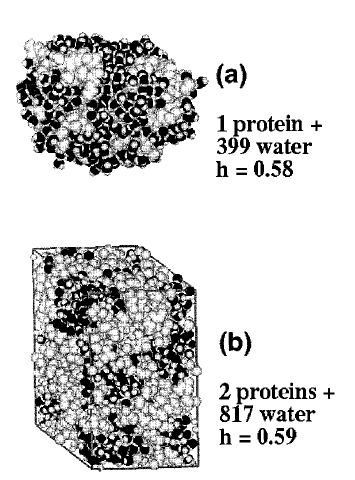 (a)
1 protein +
399 water
h = 0.58
(b)
2 proteins +
817 water
h = 0.59